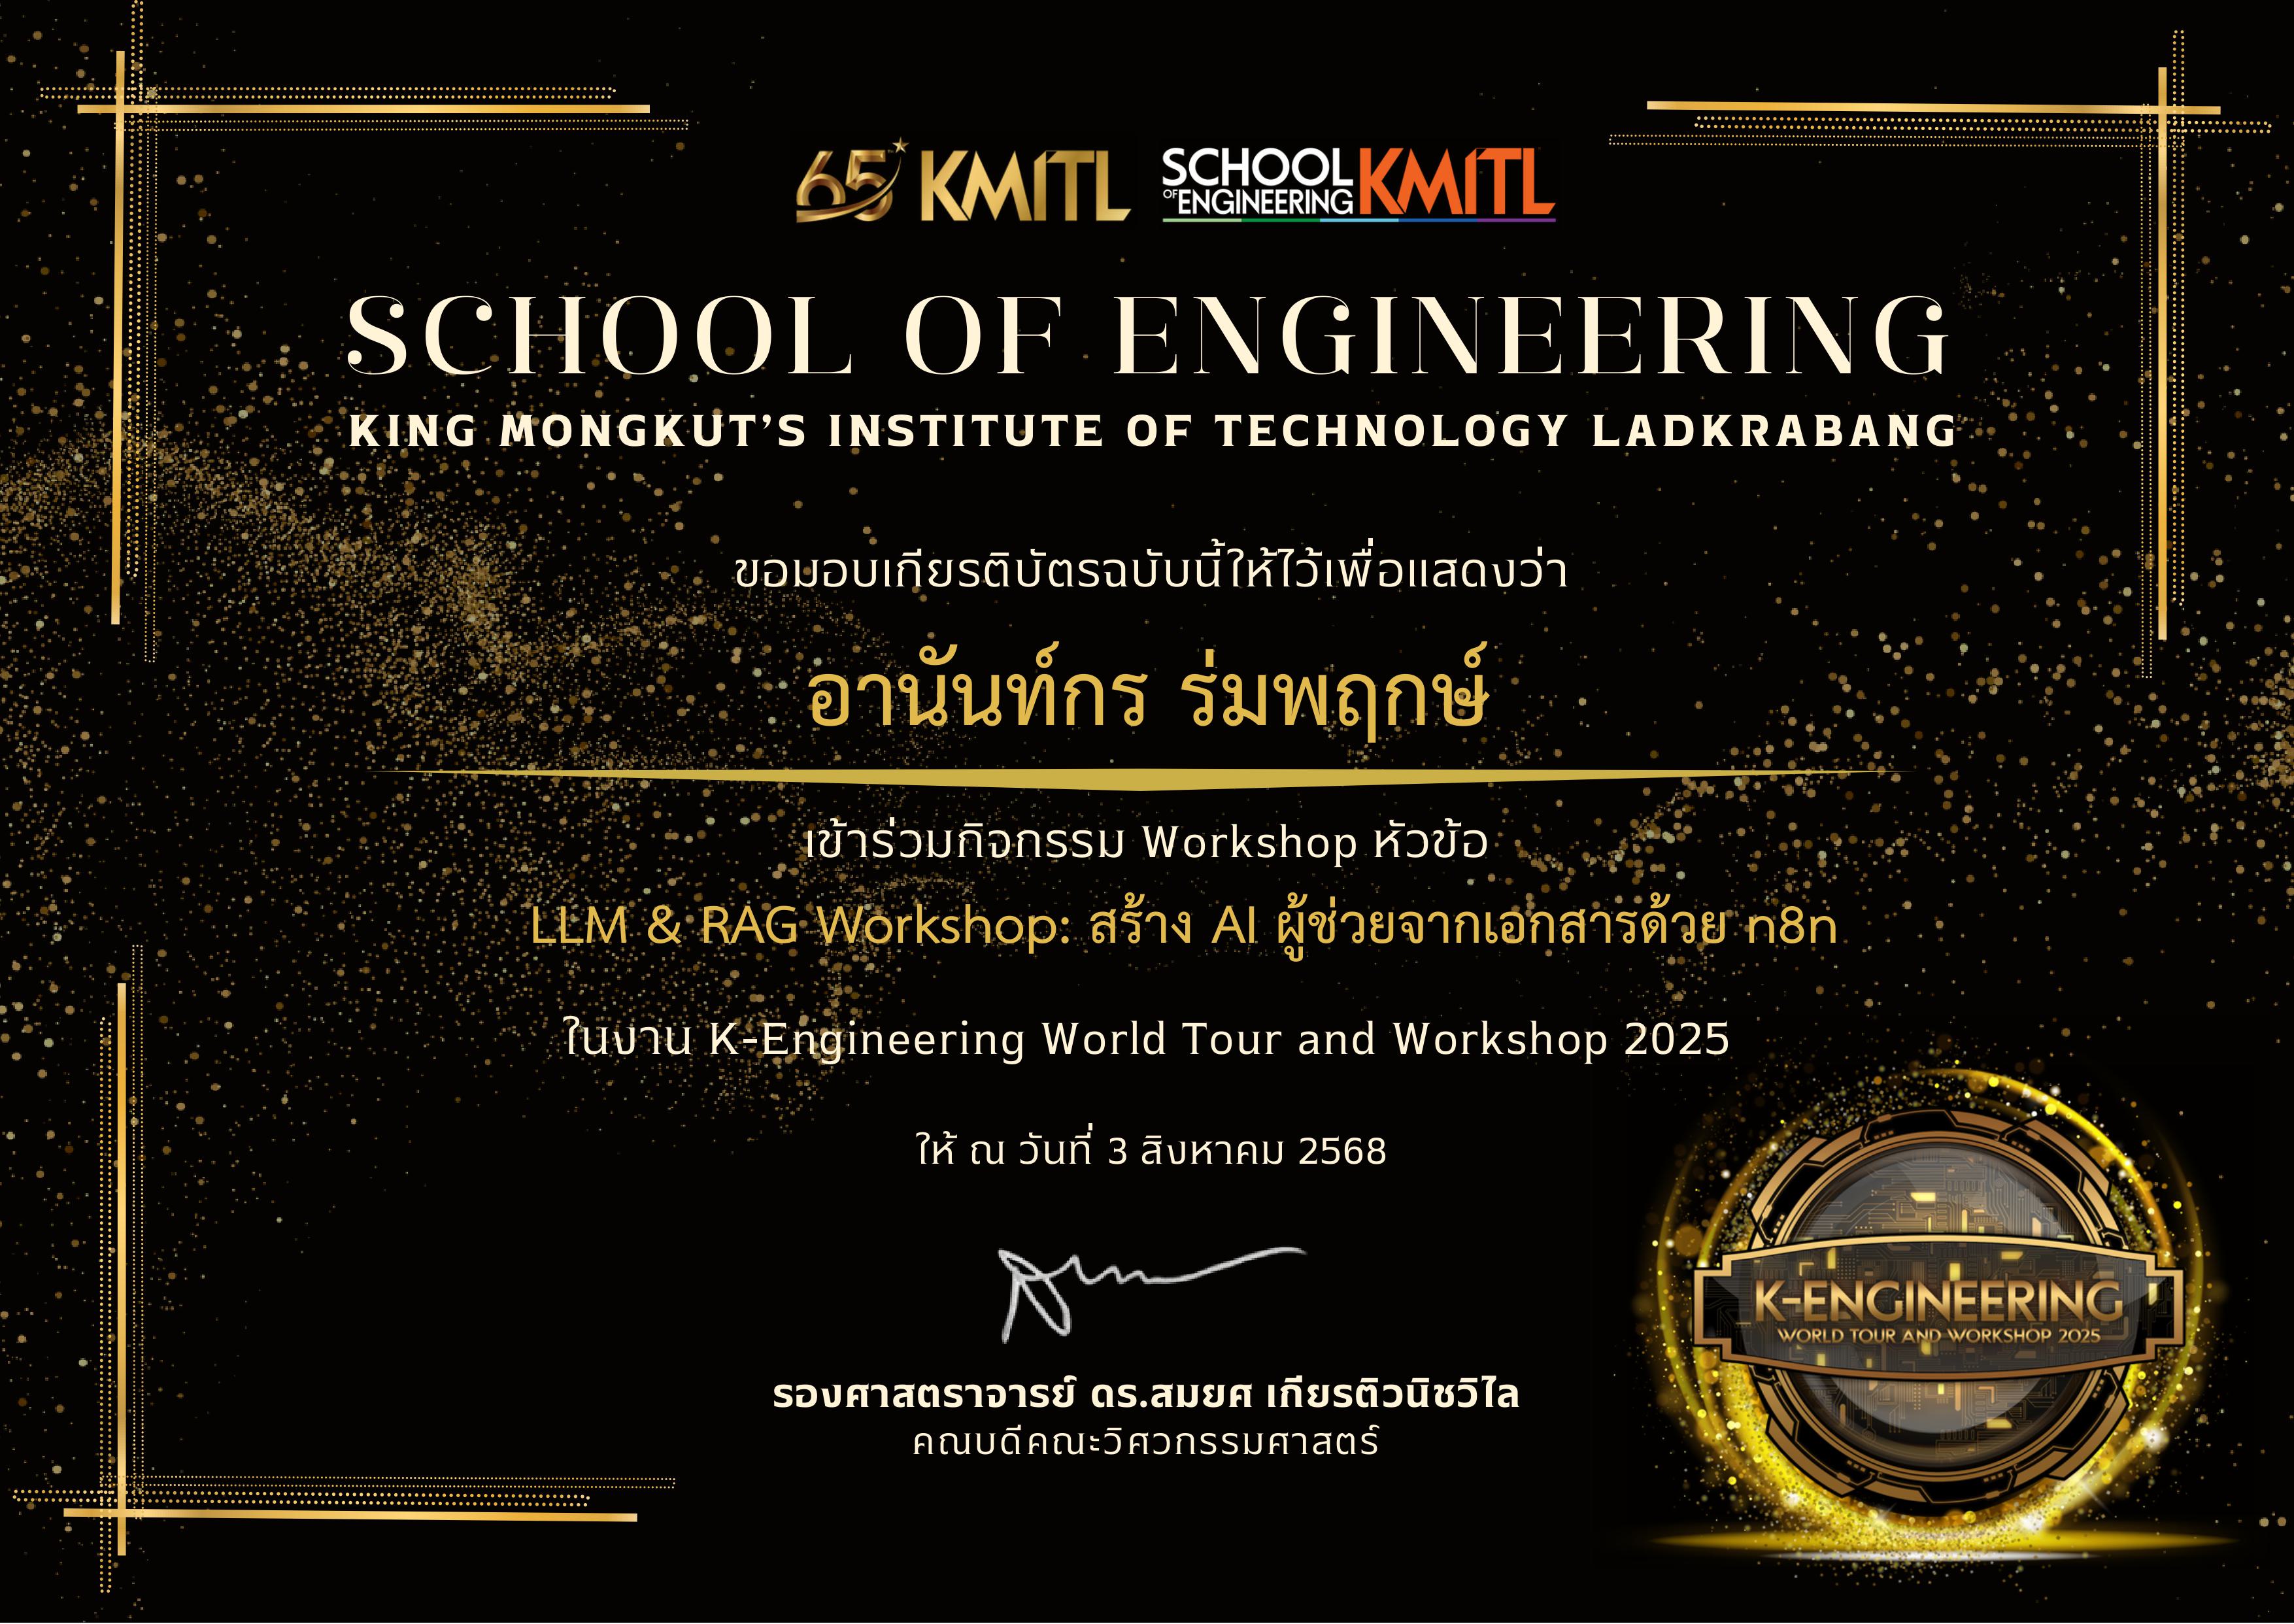 65 KMITL SCHOOL OF ENGINEERING KMITL
SCHOOL OF ENGINEERING
KING MONGKUT’S INSTITUTE OF TECHNOLOGY LADKRABANG
ขอมอบเกียรติบัตรฉบับนี้ให้ไว้เพื่อแสดงว่า
อานันท์กร ร่มพฤกษ์
เข้าร่วมกิจกรรม Workshop หัวข้อ
LLM & RAG Workshop: สร้าง AI ผู้ช่วยจากเอกสารด้วย n8n
ในงาน K-Engineering World Tour and Workshop 2025
ให้ ณ วันที่ 3 สิงหาคม 2568
รองศาสตราจารย์ ดร.สมยศ เกียรติวนิชวิไล
คณบดีคณะวิศวกรรมศาสตร์
K-ENGINEERING
WORLD TOUR AND WORKSHOP 2025